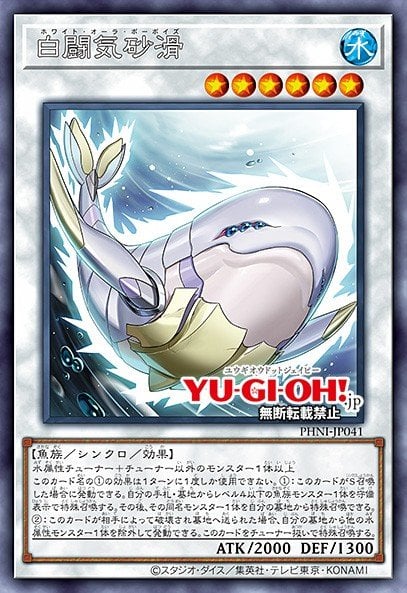 ホワイト・オーラ・ポーポイズ
白闘気砂滑
水
ユウギオウドットジェイピー
YU-GI-OH!.jp
無断転載禁止
PHNI-JP041
【魚族／シンクロ／効果】
水属性チューナー＋チューナー以外のモンスター1体以上
このカード名の①の効果は1ターンに1度しか使用できない。①：このカードがS召喚
した場合に発動できる。自分の手札・墓地からレベル4以下の魚族モンスター1体を守備
表示で特殊召喚する。その後、その同名モンスター1体を自分のデッキから特殊召喚できる。
②：このカードが相手によって破壊され墓地へ送られた場合、自分の墓地から他の水
属性モンスター1体を除外して発動できる。このカードをチューナー扱いで特殊召喚する。
ATK/2000 DEF/1300
©スタジオ・ダイス／集英社・テレビ東京・KONAMI